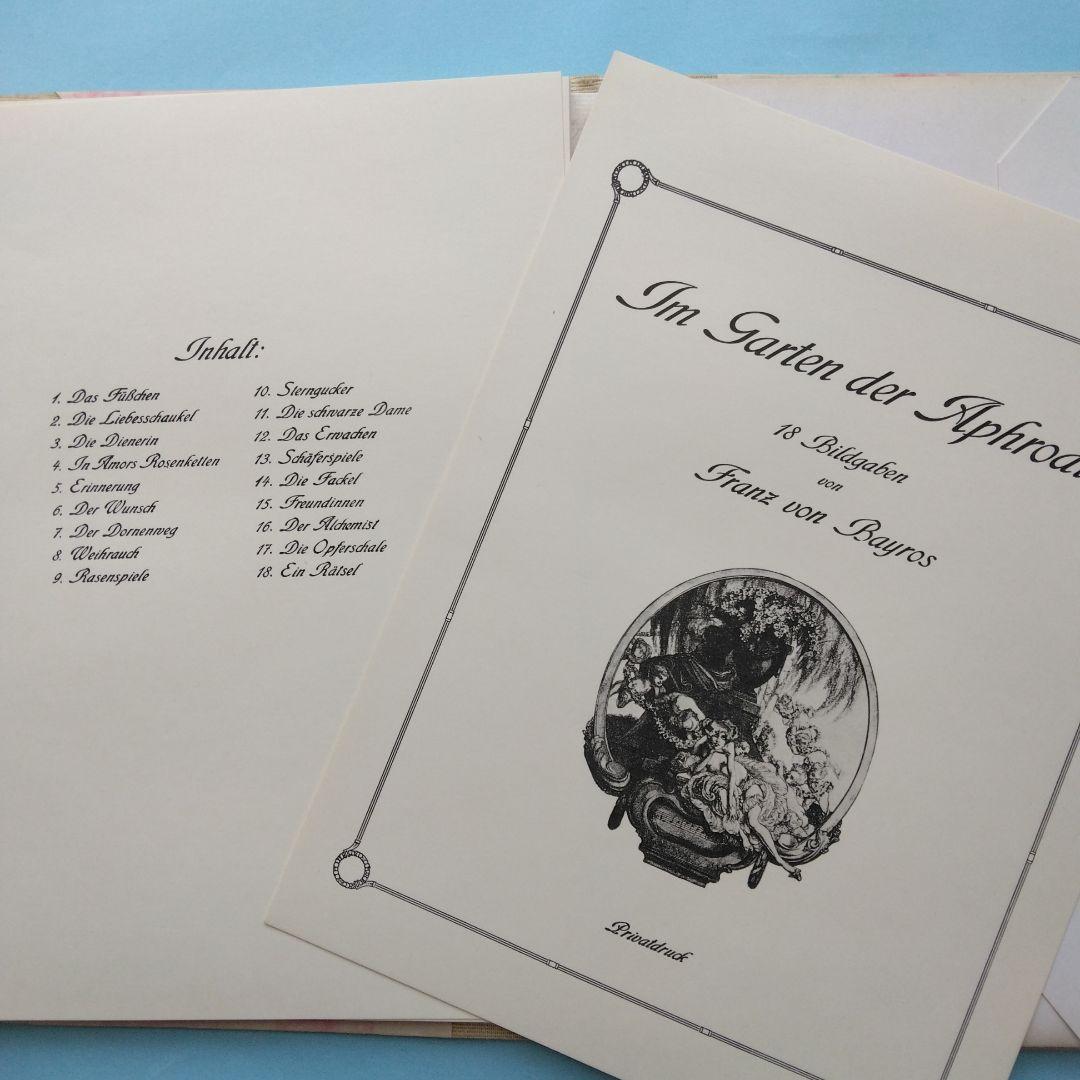 Inhalt:
1. Das Füßchen
2. Die Liebesschaukel
3. Die Dienerin
4. In Amors Rosenketten
5. Erinnerung
6. Der Wunsch
7. Der Dornenweg
8. Weihrauch
9. Rasenspiele
10. Sterngucker
11. Die schwarze Dame
12. Das Erwachen
13. Schäferspiele
14. Die Fackel
15. Freundinnen
16. Der Alchemist
17. Die Opferschale
18. Ein Rätsel
Im Garten der
18 Bildgaben
von
Franz von Bayros
Privatdruck